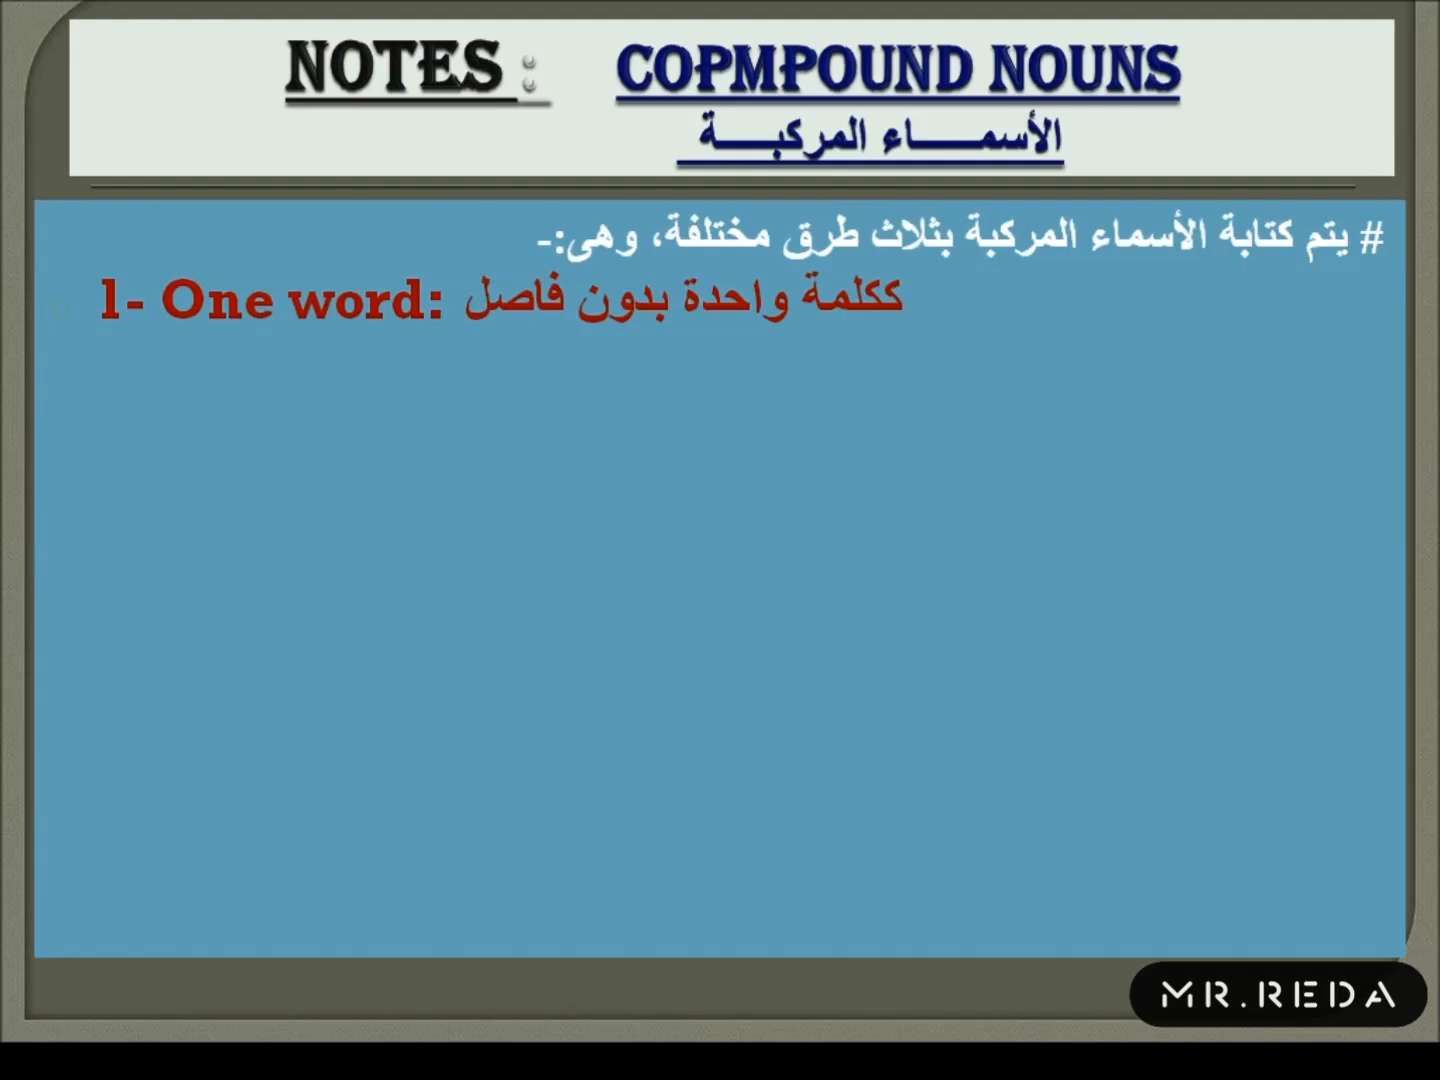 NOTES : COPMPOUND NOUNS
الأسمـــــاء المركبـــــة
# يتم كتابة الأسماء المركبة بثلاث طرق مختلفة، وهى:-
1- One word: ككلمة واحدة بدون فاصل
MR.REDA